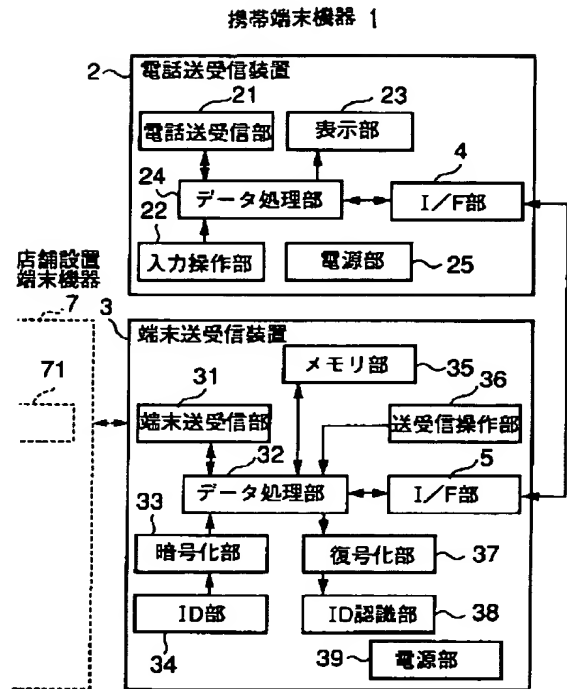 携帯端末機器 1
2 電話送受信装置
21 23
電話送受信部 表示部
24 4
データ処理部 I/F部
22
入力操作部 電源部 25
店舗設置
端末機器
7 3 端末送受信装置
71 31 メモリ部 35 36
端末送受信部 送受信操作部
32 5
データ処理部 I/F部
33
暗号化部 復号化部 37
ID部 ID認識部 38
34 39 電源部